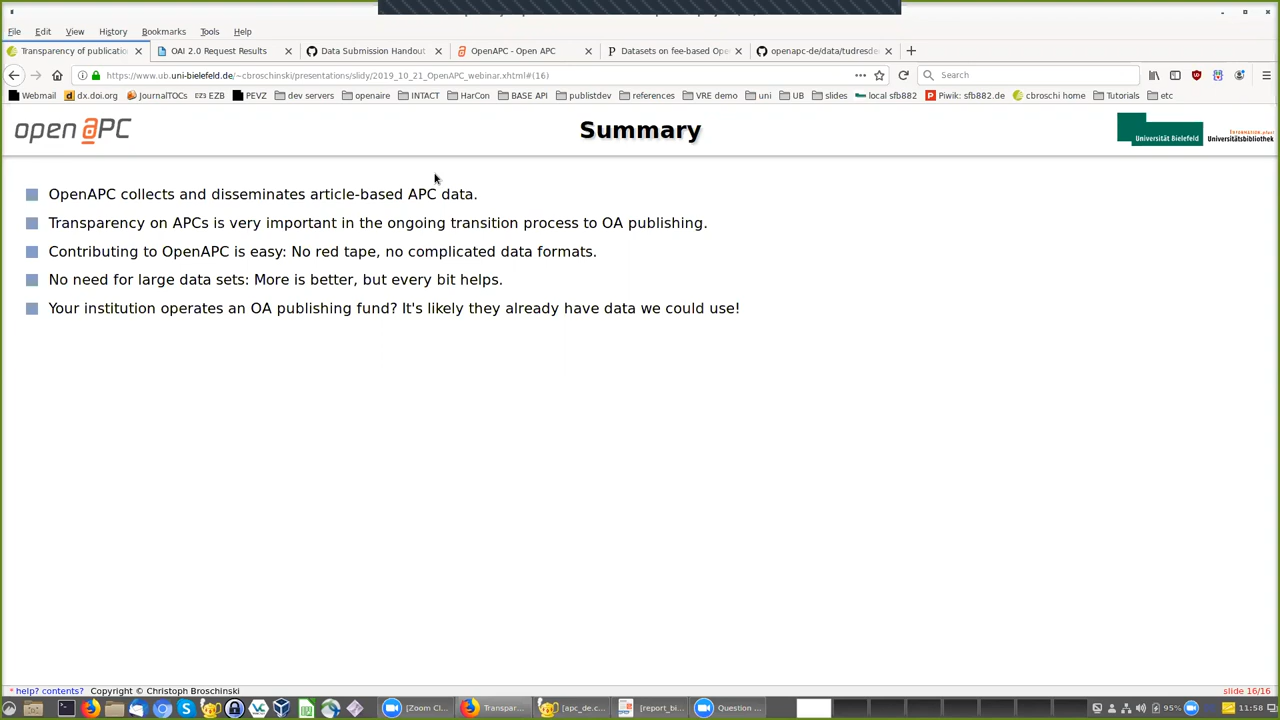 File Edit View History Bookmarks Tools Help
Transparency of publicatio
OAI 2.0 Request Results
Data Submission Handout
OpenAPC - Open APC
Datasets on fee-based Ope
openapc-de/data/tudresde
https://www.ub.uni-bielefeld.de/~cbroschinski/presentations/slidy/2019_10_21_OpenAPC_webinar.xhtml#(16)
Search
Webmail dx.doi.org JournalTOCs EZB PEVZ dev servers openaire INTACT HarCon BASE API publistdev references VRE demo uni UB slides local sfb882 Piwik: sfb882.de cbroschi home Tutorials etc
open aPC
Summary
Universität Bielefeld
Universitätsbibliothek
OpenAPC collects and disseminates article-based APC data.
Transparency on APCs is very important in the ongoing transition process to OA publishing.
Contributing to OpenAPC is easy: No red tape, no complicated data formats.
No need for large data sets: More is better, but every bit helps.
Your institution operates an OA publishing fund? It's likely they already have data we could use!
* help? contents? Copyright © Christoph Broschinski
slide 16/16
[Zoom Cl...
Transpar...
[apc_de.c...
[report_bi...
Question ...
95%
11:58